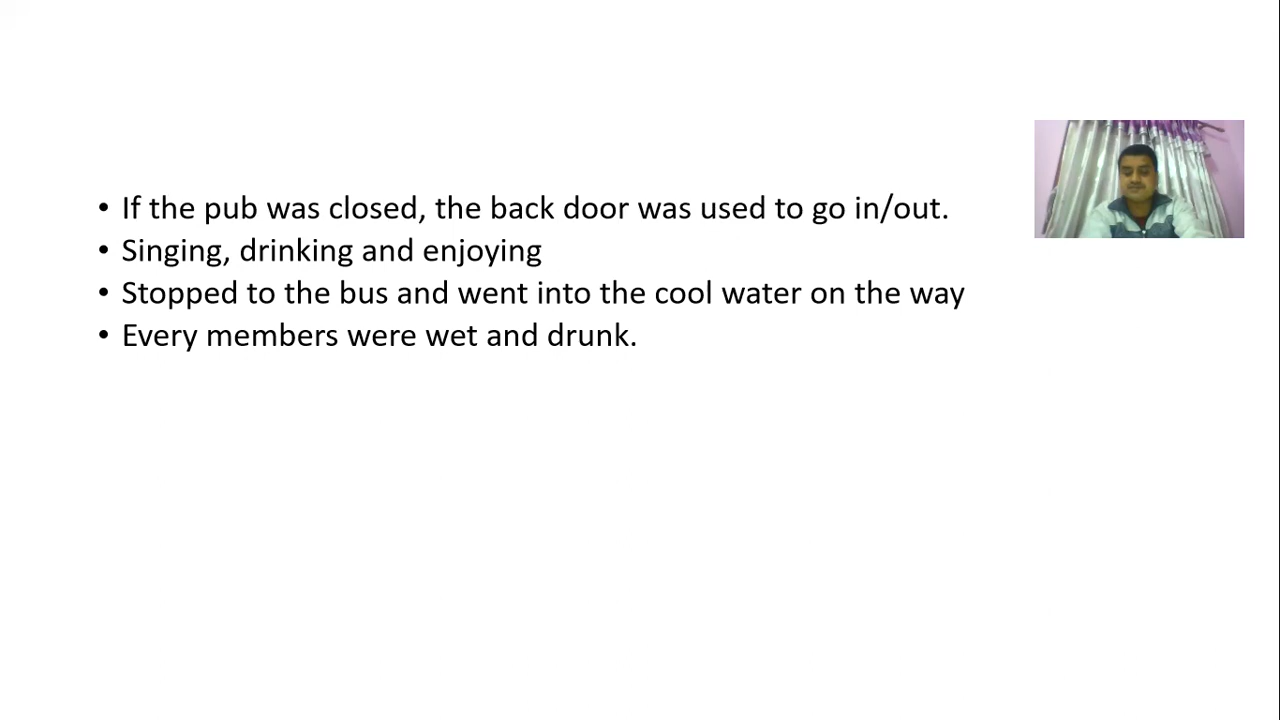 • If the pub was closed, the back door was used to go in/out.
• Singing, drinking and enjoying
• Stopped to the bus and went into the cool water on the way
• Every members were wet and drunk.